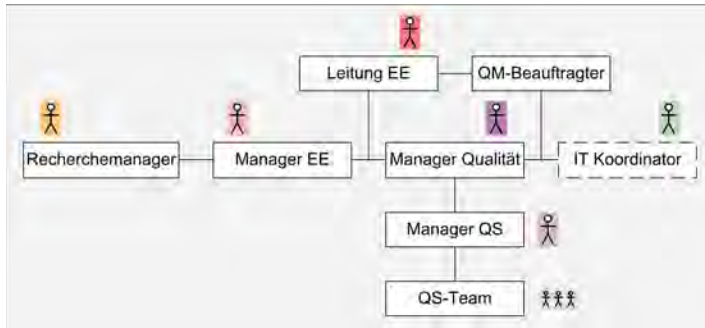 Leitung EE
QM-Beauftragter
Recherchemanager
Manager EE
Manager Qualität
IT Koordinator
Manager QS
QS-Team